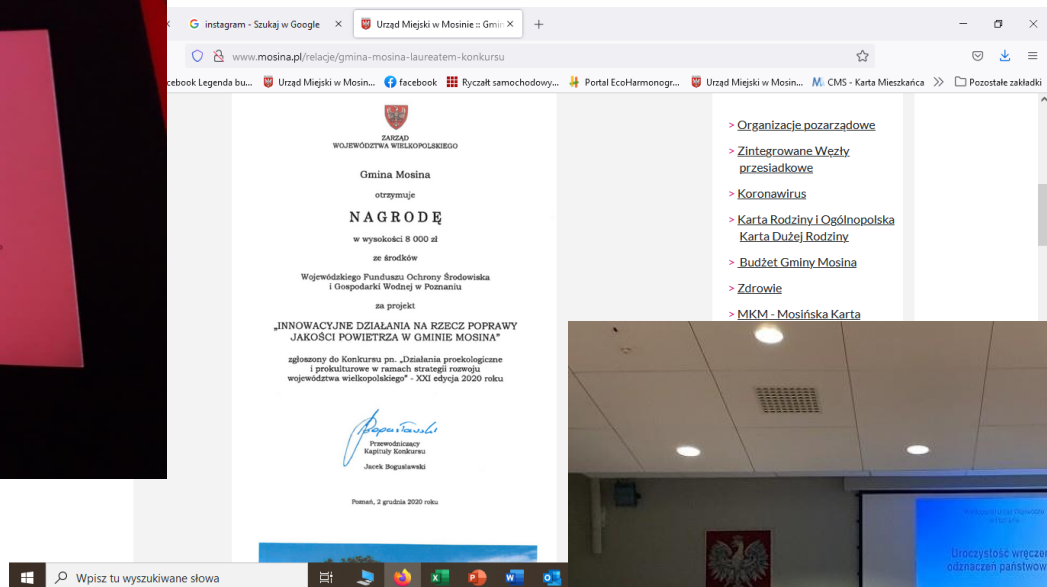 instagram - Szukaj w Google
Urząd Miejski w Mosinie :: Gmin
www.mosina.pl/relacje/gmina-mosina-laureatem-konkursu
cebook Legenda bu... Urząd Miejski w Mosin... facebook Ryczałt samochodowy... Portal EcoHarmonogr... Urząd Miejski w Mosin... CMS - Karta Mieszkańca Pozostałe zakładki
ZARZĄD
WOJEWÓDZTWA WIELKOPOLSKIEGO
Gmina Mosina
otrzymuje
NAGRODĘ
w wysokości 8 000 zł
ze środków
Wojewódzkiego Funduszu Ochrony Środowiska
i Gospodarki Wodnej w Poznaniu
za projekt
„INNOWACYJNE DZIAŁANIA NA RZECZ POPRAWY
JAKOŚCI POWIETRZA W GMINIE MOSINA"
zgłoszony do Konkursu pn. „Działania proekologiczne
i prokulturowe w ramach strategii rozwoju
województwa wielkopolskiego" - XXI edycja 2020 roku
Przewodniczący
Kapituły Konkursu
Jacek Bogusławski
Poznań, 2 grudnia 2020 roku
> Organizacje pozarządowe
> Zintegrowane Węzły
przesiadkowe
> Koronawirus
> Karta Rodziny i Ogólnopolska
Karta Dużej Rodziny
> Budżet Gminy Mosina
> Zdrowie
> MKM - Mosińska Karta
Uroczystość wręczen
odznaczeń państwow
Wpisz tu wyszukiwane słowa